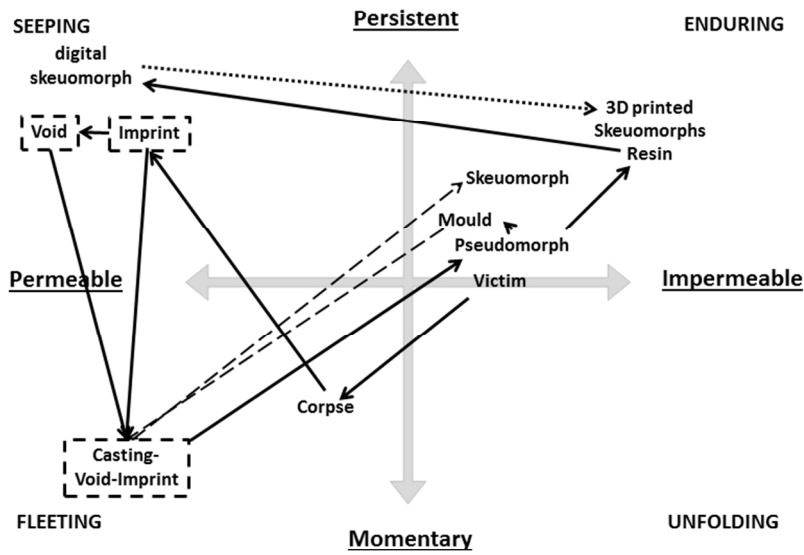 Persistent
SEEPING
ENDURING
digital
skeuomorph
3D printed
Skeuomorphs
Resin
Void
Imprint
Skeuomorph
Mould
Pseudomorph
Permeable
Victim
Impermeable
Corpse
Casting-
Void-Imprint
FLEETING
Momentary
UNFOLDING